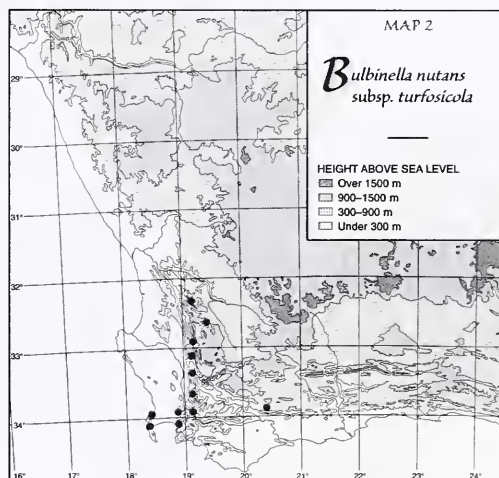 MAP 2
Bulbinella nutans
subsp. turfosicola
HEIGHT ABOVE SEA LEVEL
Over 1500 m
900–1500 m
300–900 m
Under 300 m
29°
30°
31°
32°
33°
34°
16° 17° 18° 19° 20° 21° 22° 23° 24°